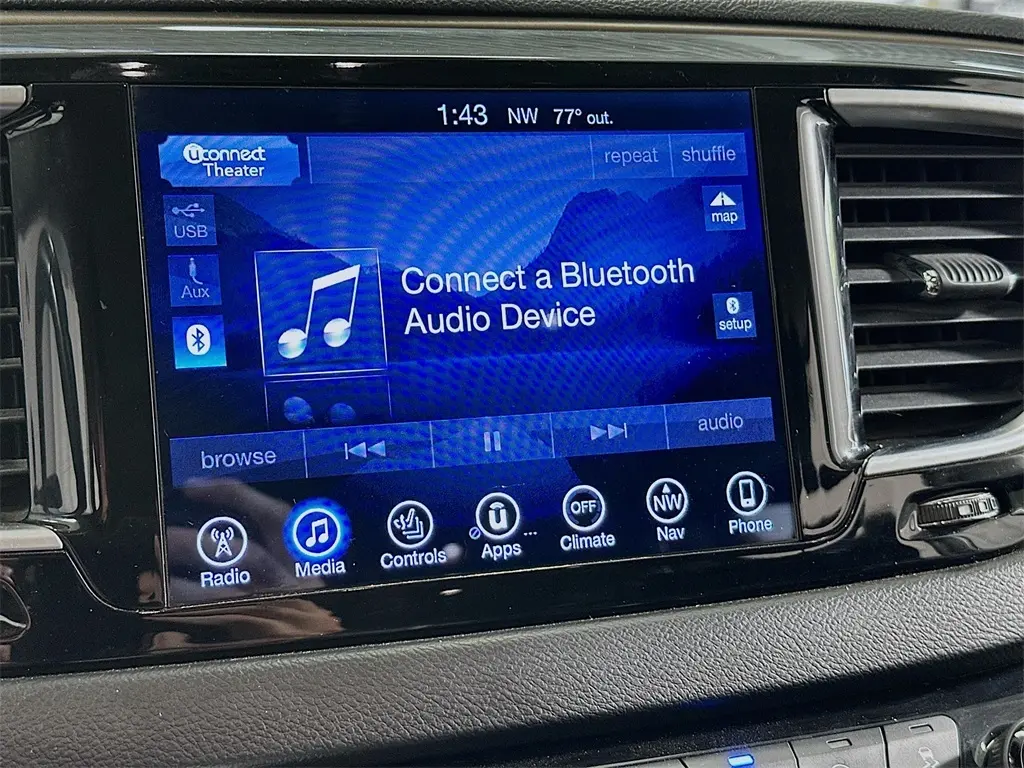 1:43 NW 77° out.
uconnect
Theater
repeat shuffle
USB
map
Aux
Connect a Bluetooth
Audio Device
setup
browse
audio
Radio
Media
Controls
Apps ...
OFF
Climate
NW
Nav
Phone